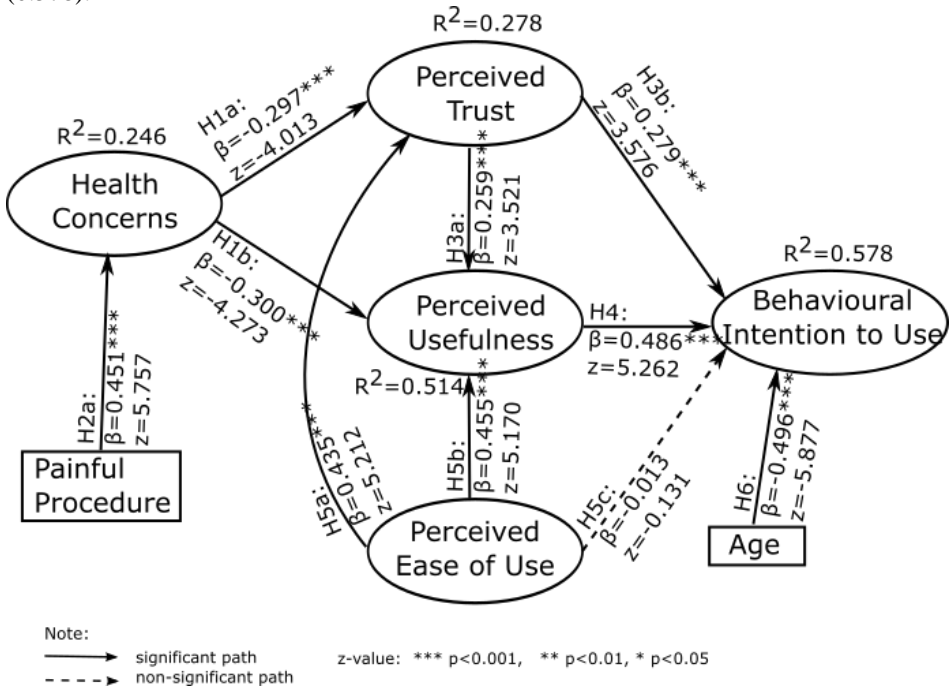 R²=0.278
Perceived
Trust
H1a:
β=-0.297***
z=-4.013
H3b:
β=0.279***
z=3.576
R²=0.246
Health
Concerns
H3a:
β=0.259***
z=3.521
H1b:
β=-0.300***
z=-4.273
R²=0.578
Behavioural
Intention to Use
Perceived
Usefulness
H4:
β=0.486***
z=5.262
R²=0.514
H2a:
β=0.451***
z=5.757
Painful
Procedure
H5a:
β=0.435***
z=5.212
H5b:
β=0.455***
z=5.170
H5c:
β=-0.013
z=-0.131
H6:
β=-0.496***
z=-5.877
Perceived
Ease of Use
Age
Note:
significant path
non-significant path
z-value: *** p<0.001, ** p<0.01, * p<0.05